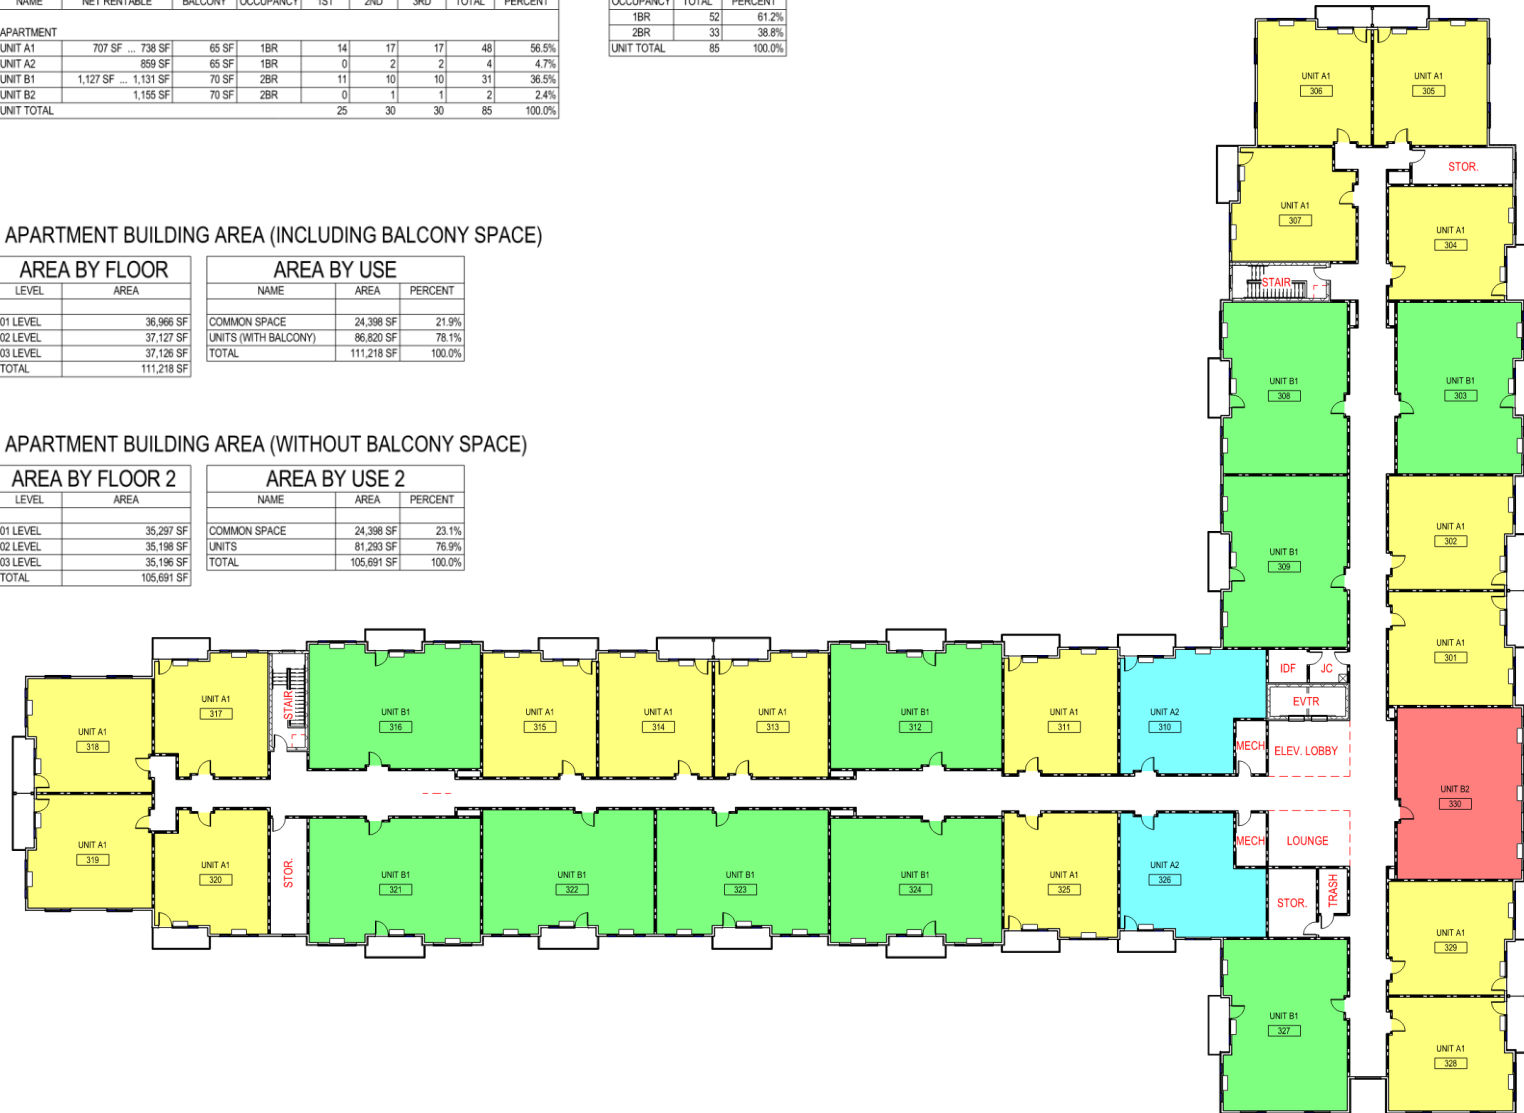 NAME NET RENTABLE BALCONY OCCUPANCY 1ST 2ND 3RD TOTAL PERCENT
APARTMENT
UNIT A1 707 SF ... 738 SF 65 SF 1BR 14 17 17 48 56.5%
UNIT A2 859 SF 65 SF 1BR 0 2 2 4 4.7%
UNIT B1 1,127 SF ... 1,131 SF 70 SF 2BR 11 10 10 31 36.5%
UNIT B2 1,155 SF 70 SF 2BR 0 1 1 2 2.4%
UNIT TOTAL 25 30 30 85 100.0%
OCCUPANCY TOTAL PERCENT
1BR 52 61.2%
2BR 33 38.8%
UNIT TOTAL 85 100.0%
APARTMENT BUILDING AREA (INCLUDING BALCONY SPACE)
AREA BY FLOOR
LEVEL AREA
01 LEVEL 36,966 SF
02 LEVEL 37,127 SF
03 LEVEL 37,126 SF
TOTAL 111,218 SF
AREA BY USE
NAME AREA PERCENT
COMMON SPACE 24,398 SF 21.9%
UNITS (WITH BALCONY) 86,820 SF 78.1%
TOTAL 111,218 SF 100.0%
APARTMENT BUILDING AREA (WITHOUT BALCONY SPACE)
AREA BY FLOOR 2
LEVEL AREA
01 LEVEL 35,297 SF
02 LEVEL 35,198 SF
03 LEVEL 35,196 SF
TOTAL 105,691 SF
AREA BY USE 2
NAME AREA PERCENT
COMMON SPACE 24,398 SF 23.1%
UNITS 81,293 SF 76.9%
TOTAL 105,691 SF 100.0%
UNIT A1
306
UNIT A1
305
STOR.
UNIT A1
307
UNIT A1
304
STAIR
UNIT B1
308
UNIT B1
303
UNIT B1
309
UNIT A1
302
UNIT A1
301
IDF
JC
EVTR
ELEV. LOBBY
MECH
UNIT A1
318
UNIT A1
317
STAIR
UNIT B1
316
UNIT A1
315
UNIT A1
314
UNIT A1
313
UNIT B1
312
UNIT A1
311
UNIT A2
310
UNIT B2
330
UNIT A1
319
UNIT A1
320
STOR.
UNIT B1
321
UNIT B1
322
UNIT B1
323
UNIT B1
324
UNIT A1
325
UNIT A2
326
MECH
LOUNGE
STOR.
TRASH
UNIT A1
329
UNIT B1
327
UNIT A1
328